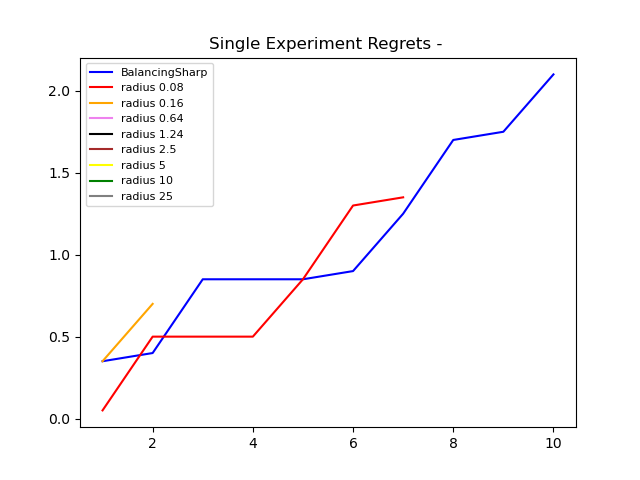 Single Experiment Regrets -
BalancingSharp
radius 0.08
radius 0.16
radius 0.64
radius 1.24
radius 2.5
radius 5
radius 10
radius 25
2.0
1.5
1.0
0.5
0.0
2 4 6 8 10